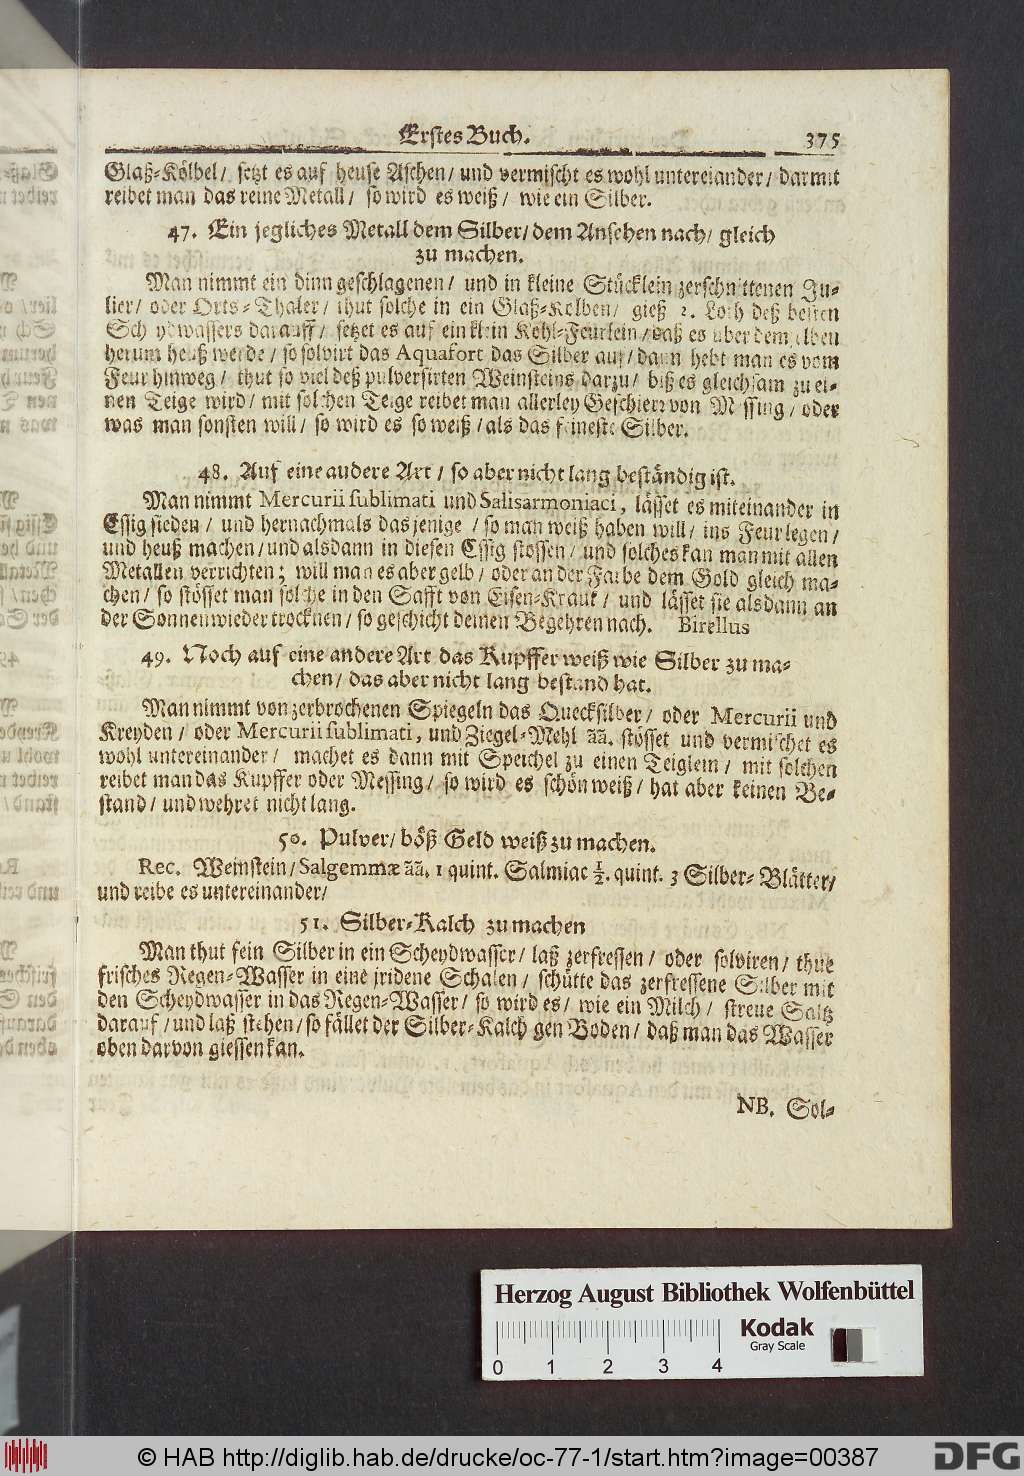 Erstes Buch. 375
Glaß-Kölbel/ setzt es auf heuse Aschen/ und vermischt es wohl untereiander/ darmit
reibet man das reine Metall/ so wird es weiß/ wie ein Silber.
47. Ein jegliches Metall dem Silber/ dem Ansehen nach/ gleich
zu machen.
Man nimmt ein dinn geschlagenen/ und in kleine Stücklein zerschnittenen Ju-
lier/ oder Orts-Thaler/ thut solche in ein Glaß-Kolben/ gieß 2. Loth deß besten
Scheydwassers darauff/ setzet es auf ein klein Kohl-Feurlein/ daß es uber demselben
herum heuß werde/ so solvirt das Aquafort das Silber auf/ dann hebt man es vom
Feur hinweg/ thut so viel deß pulversirten Weinsteins darzu/ biß es gleichsam zu ei-
nen Teige wird/ mit solchen Teige reibet man allerley Geschierr von Messing/ oder
was man sonsten will/ so wird es so weiß/ als das feineste Silber.
48. Auf eine audere Art/ so aber nicht lang beständig ist.
Man nimmt Mercurii sublimati und Salisarmoniaci, lässet es miteinander in
Essig sieden/ und hernachmals das jenige/ so man weiß haben will/ ins Feur legen/
und heuß machen/ und alsdann in diesen Essig stossen/ und solches kan man mit allen
Metallen verrichten; will man es aber gelb/ oder an der Farbe dem Gold gleich ma-
chen/ so stösset man solche in den Safft von Eisen-Kraut/ und lässet sie alsdann an
der Sonnen wieder trocknen/ so geschicht deinen Begehren nach. Birellus
49. Noch auf eine andere Art das Kupffer weiß wie Silber zu ma-
chen/ das aber nicht lang bestand hat.
Man nimmt von zerbrochenen Spiegeln das Quecksilber/ oder Mercurii und
Kreyden/ oder Mercurii sublimati, und Ziegel-Mehl ãã. stösset und vermischet es
wohl untereinander/ machet es dann mit Speichel zu einen Teiglein/ mit solchen
reibet man das Kupffer oder Messing/ so wird es schön weiß/ hat aber keinen Be-
stand/ und wehret nicht lang.
50. Pulver/ böß Geld weiß zu machen.
Rec. Weinstein/ Salgemmæ ãã. 1 quint. Salmiac ½. quint. 3 Silber-Blätter/
und reibe es untereinander/
51. Silber-Kalch zu machen
Man thut fein Silber in ein Scheydwasser/ laß zerfressen/ oder solviren/ thue
frisches Regen-Wasser in eine iridene Schalen/ schütte das zerfressene Silber mit
den Scheydwasser in das Regen-Wasser/ so wird es/ wie ein Milch/ streue Saltz
darauf/ und laß stehen/ so fället der Silber-Kalch gen Boden/ daß man das Wasser
oben darvon giessen kan.
NB. Sol-
Herzog August Bibliothek Wolfenbüttel
Kodak
Gray Scale
0 1 2 3 4
© HAB http://diglib.hab.de/drucke/oc-77-1/start.htm?image=00387
DFG